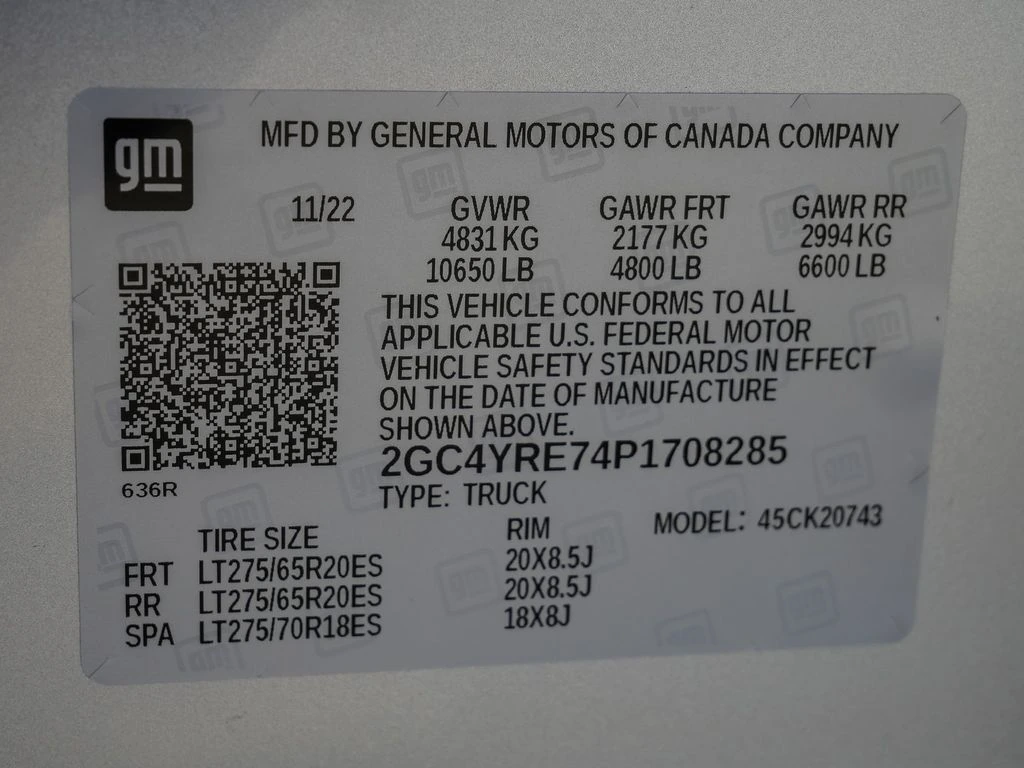 gm
MFD BY GENERAL MOTORS OF CANADA COMPANY
11/22 GVWR GAWR FRT GAWR RR
4831 KG 2177 KG 2994 KG
10650 LB 4800 LB 6600 LB
THIS VEHICLE CONFORMS TO ALL
APPLICABLE U.S. FEDERAL MOTOR
VEHICLE SAFETY STANDARDS IN EFFECT
ON THE DATE OF MANUFACTURE
SHOWN ABOVE.
2GC4YRE74P1708285
636R
TYPE: TRUCK
TIRE SIZE RIM MODEL: 45CK20743
FRT LT275/65R20ES 20X8.5J
RR LT275/65R20ES 20X8.5J
SPA LT275/70R18ES 18X8J